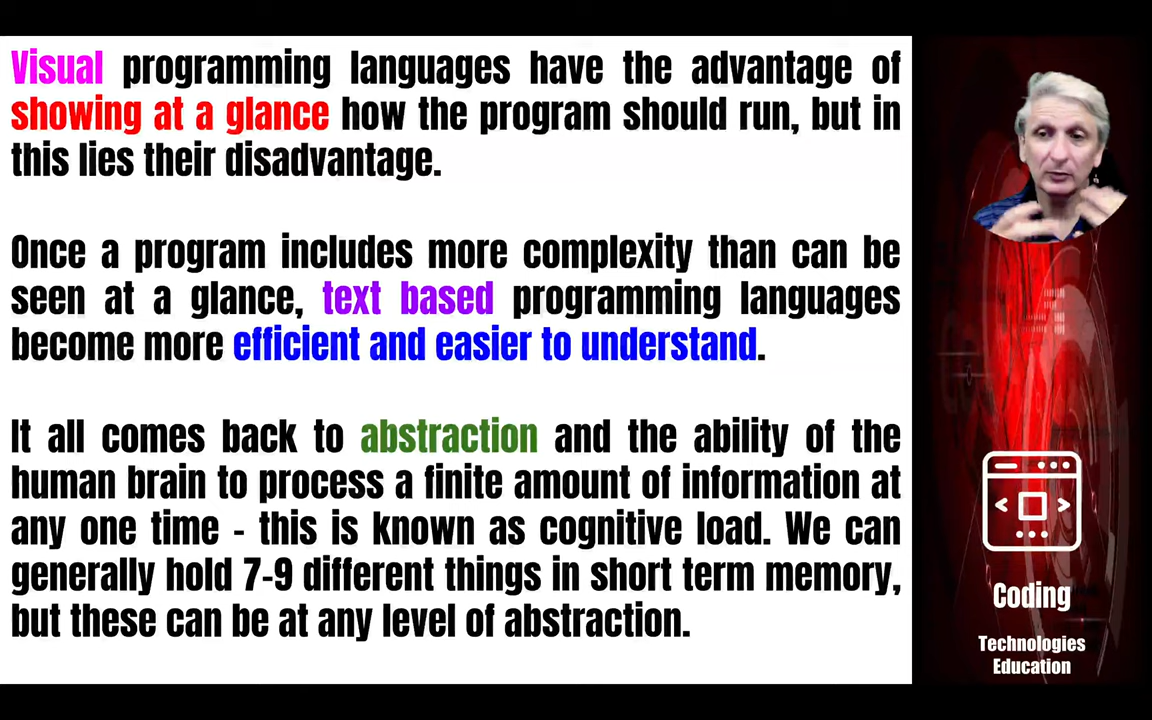 Visual programming languages have the advantage of
showing at a glance how the program should run, but in
this lies their disadvantage.
Once a program includes more complexity than can be
seen at a glance, text based programming languages
become more efficient and easier to understand.
It all comes back to abstraction and the ability of the
human brain to process a finite amount of information at
any one time - this is known as cognitive load. We can
generally hold 7-9 different things in short term memory,
but these can be at any level of abstraction.
Coding
Technologies
Education